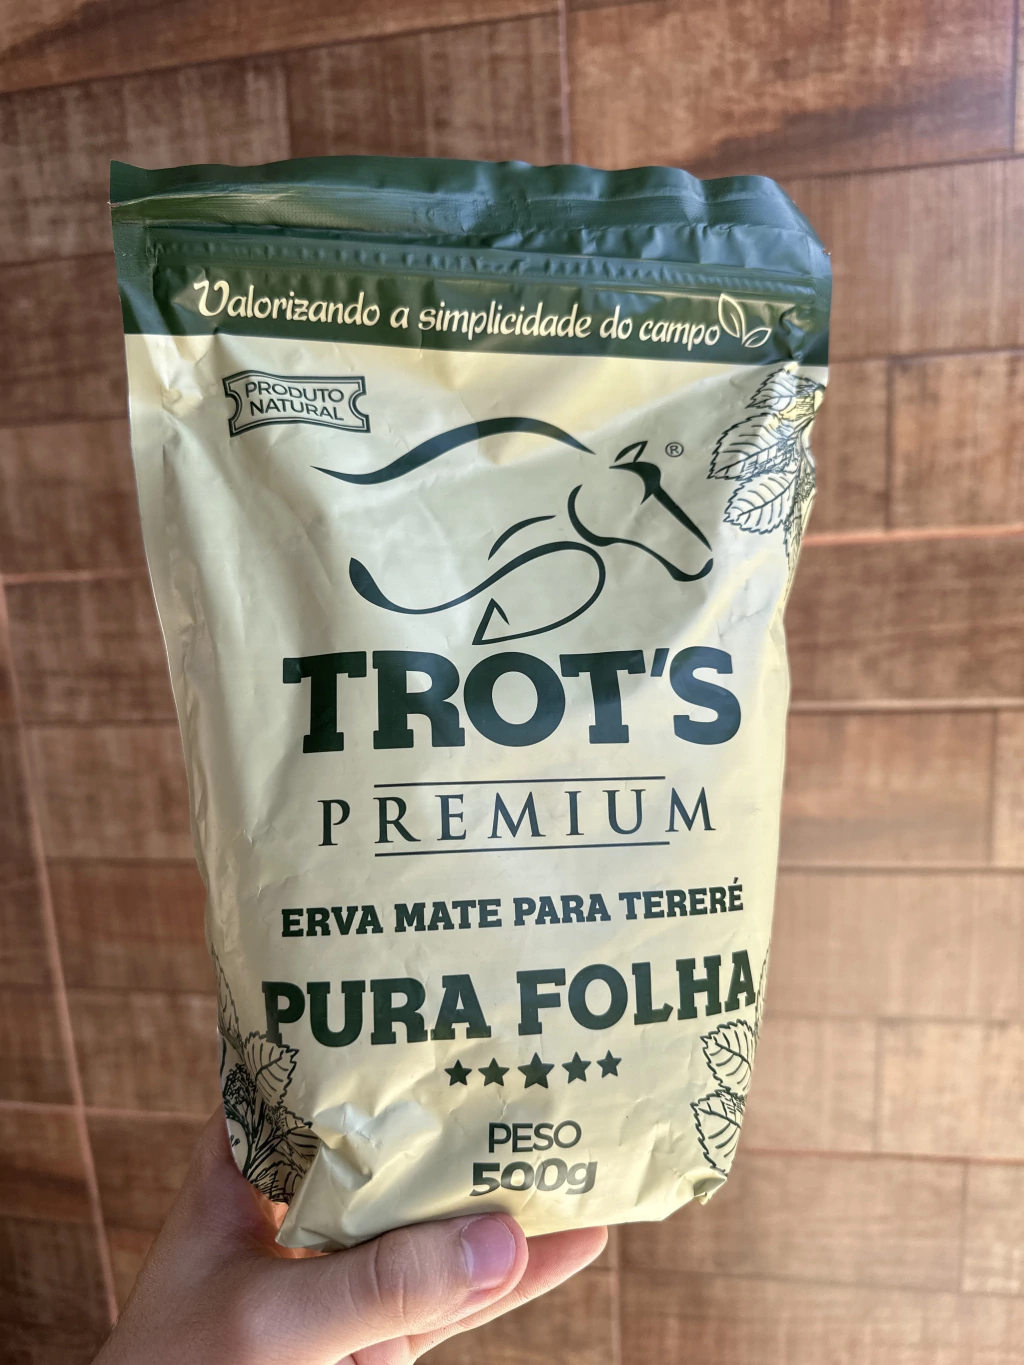 Valorizando a simplicidade do campo
PRODUTO
NATURAL
®
TROT'S
PREMIUM
ERVA MATE PARA TERERÉ
PURA FOLHA
PESO
500g